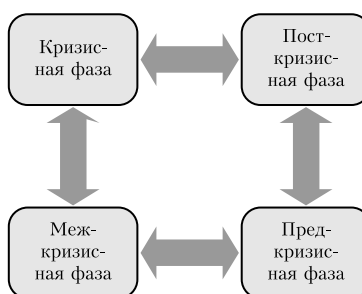 Кризис-
ная фаза
Пост-
кризис-
ная фаза
Меж-
кризис-
ная фаза
Пред-
кризис-
ная фаза